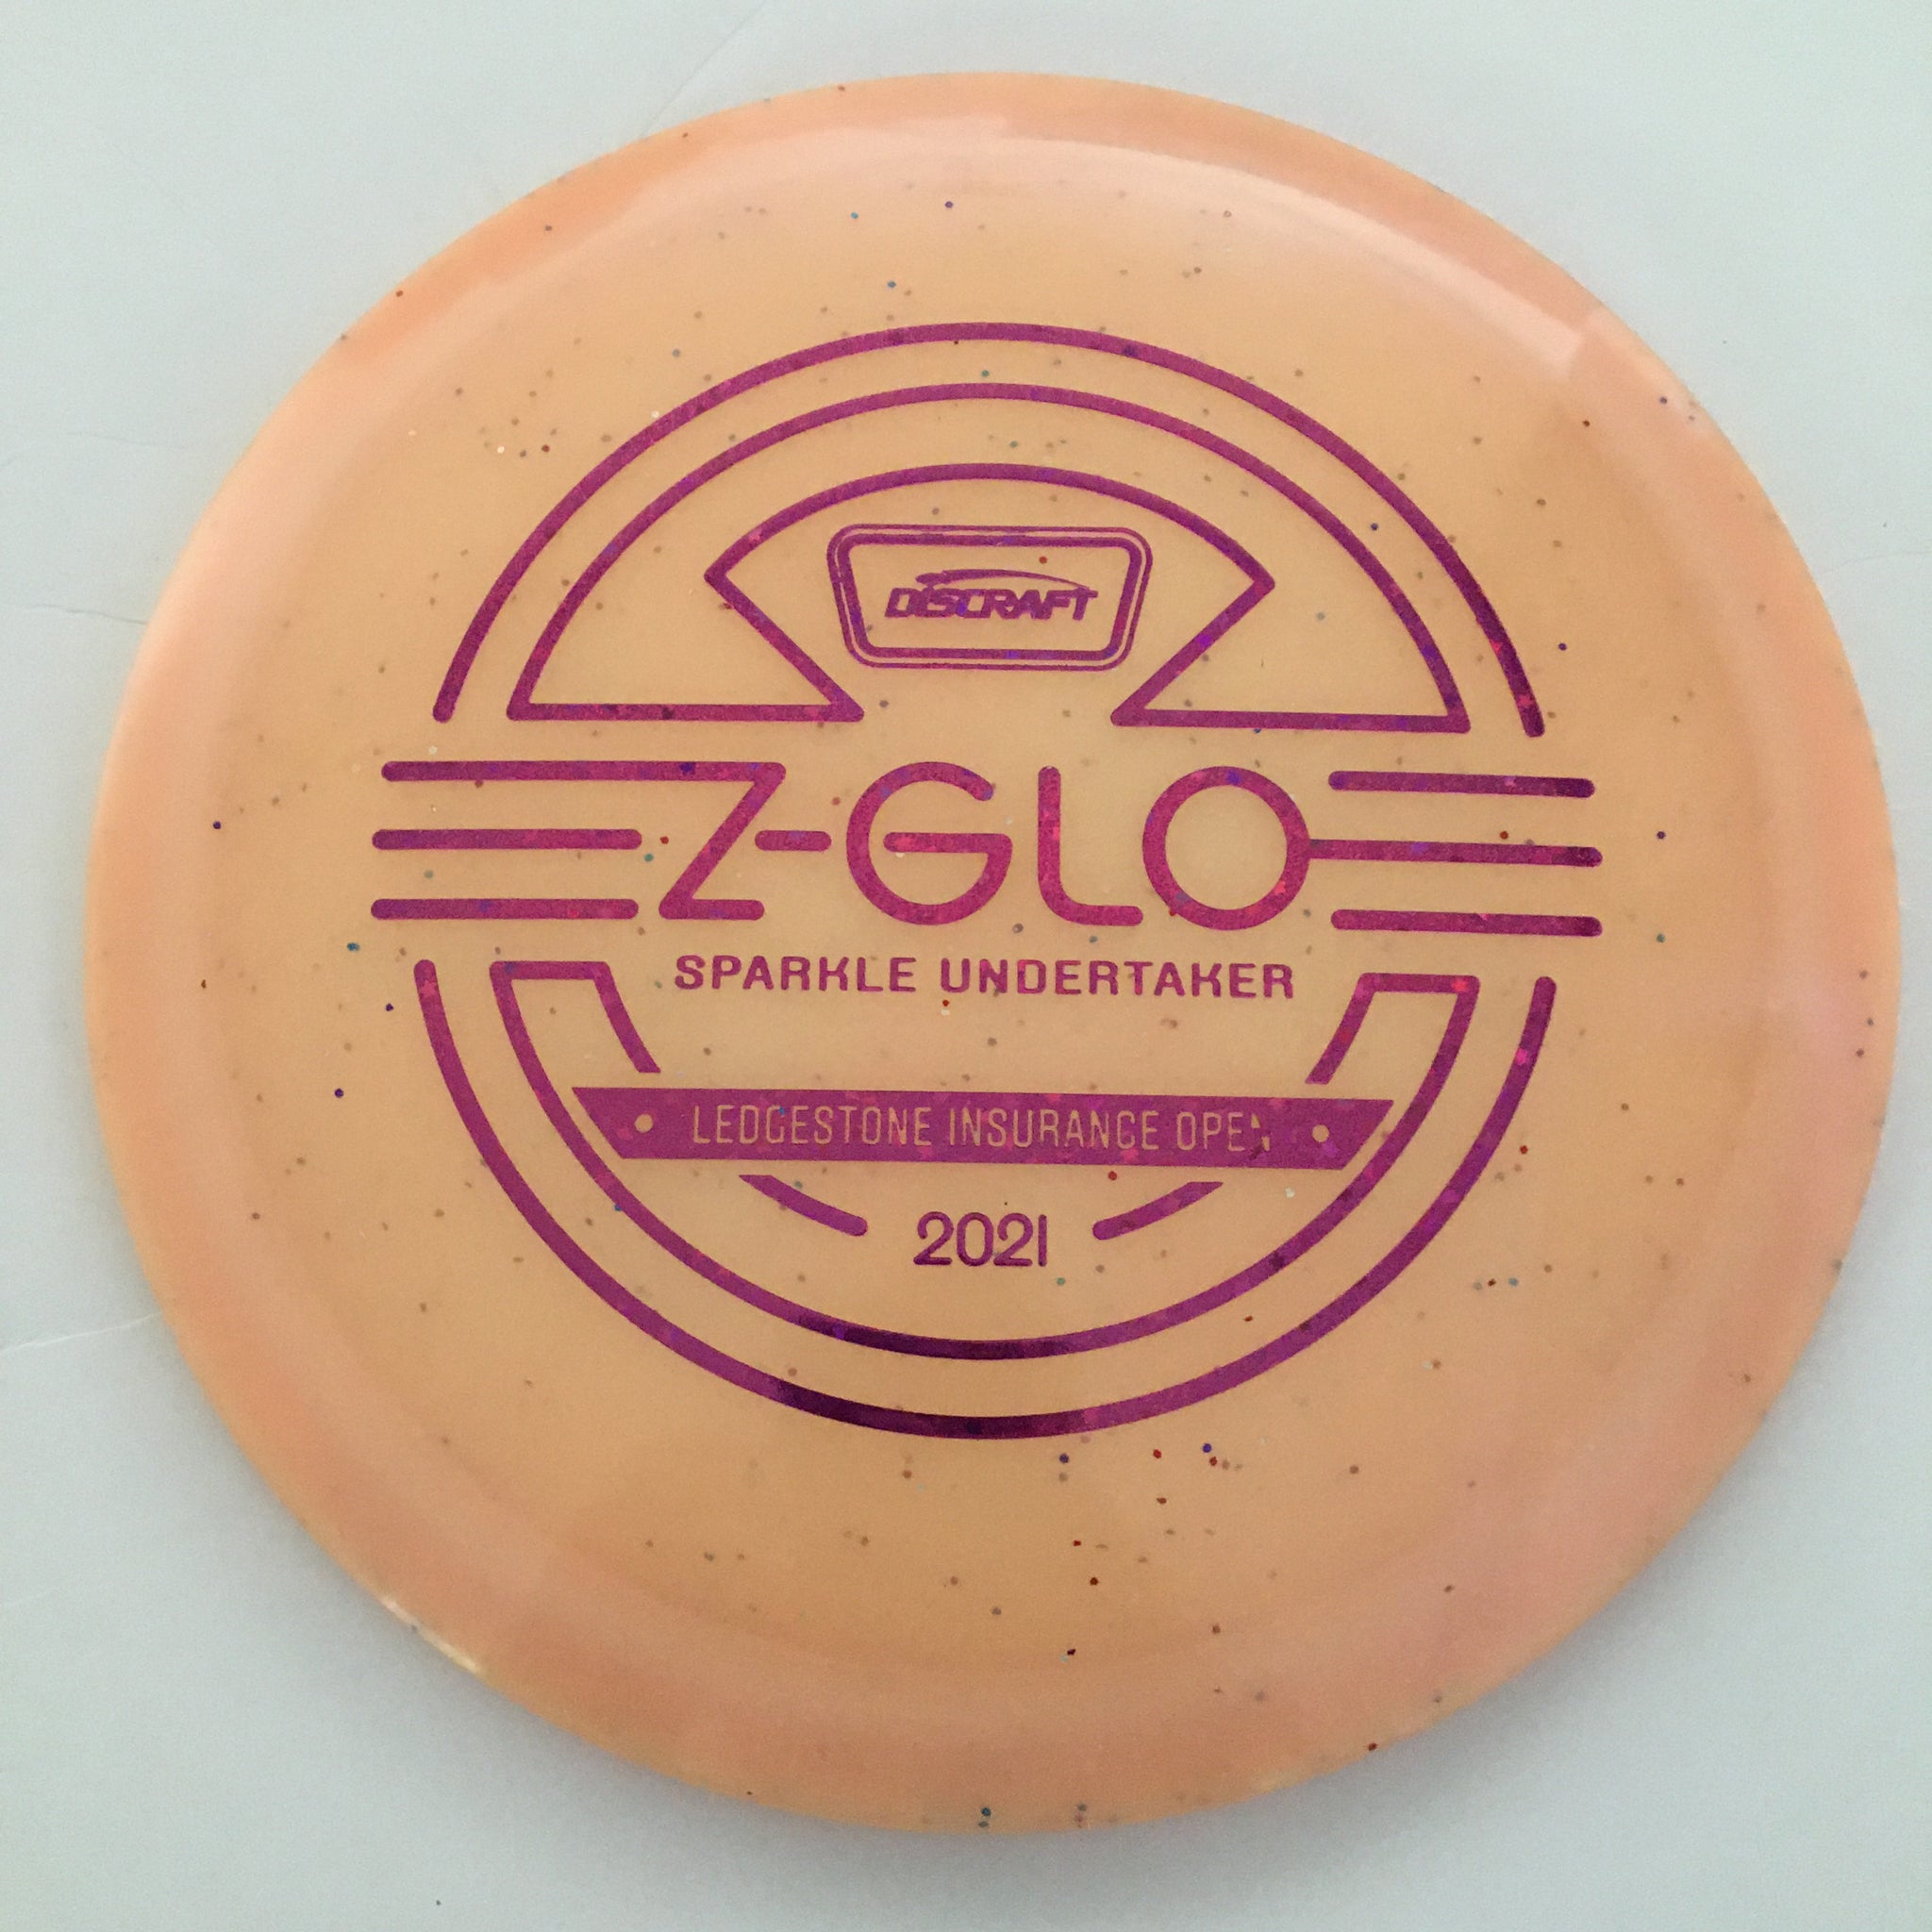 DISCRAFT
Z-GLO
SPARKLE UNDERTAKER
LEDGESTONE INSURANCE OPEN
2021